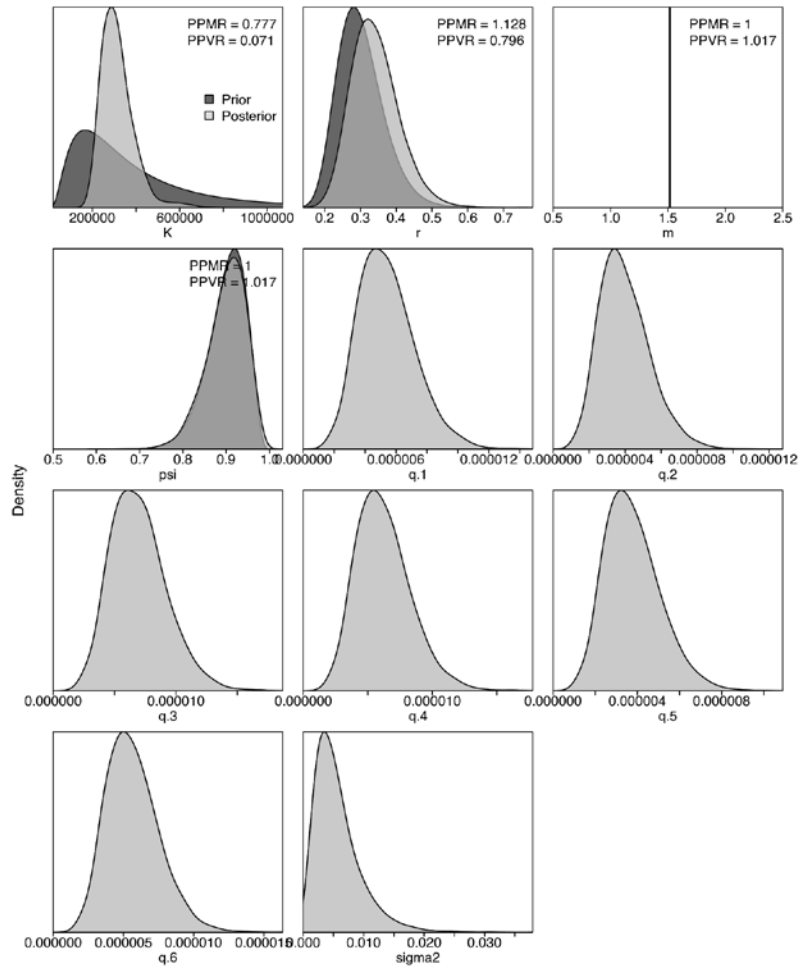 PPMR = 0.777
PPVR = 0.071
Prior
Posterior
200000 600000 1000000
K
PPMR = 1.128
PPVR = 0.796
0.2 0.3 0.4 0.5 0.6 0.7
r
PPMR = 1
PPVR = 1.017
0.5 1.0 1.5 2.0 2.5
m
PPMR = 1
PPVR = 1.017
0.5 0.6 0.7 0.8 0.9 1.0
psi
0.000000 0.000006 0.000012
q.1
0.000000 0.000004 0.000008 0.000012
q.2
Density
0.000000 0.000010
q.3
0.000000 0.000010
q.4
0.000000 0.000004 0.000008
q.5
0.000000 0.000005 0.000010 0.000015
q.6
0.000 0.010 0.020 0.030
sigma2